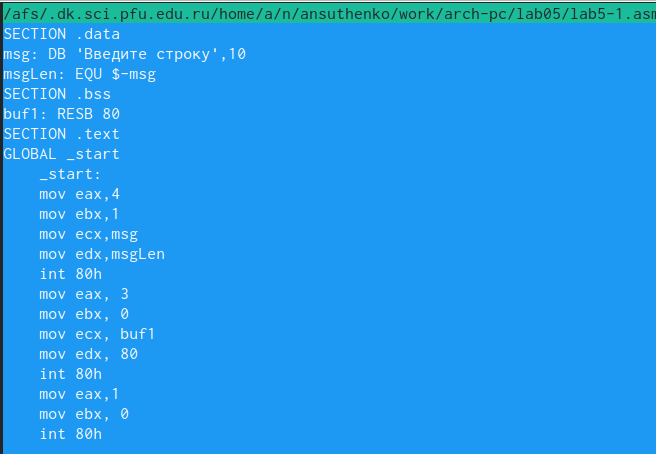 /afs/.dk.sci.pfu.edu.ru/home/a/n/ansuthenko/work/arch-pc/lab05/lab5-1.asm
SECTION .data
msg: DB 'Введите строку',10
msgLen: EQU $-msg
SECTION .bss
buf1: RESB 80
SECTION .text
GLOBAL _start
_start:
mov eax,4
mov ebx,1
mov ecx,msg
mov edx,msgLen
int 80h
mov eax, 3
mov ebx, 0
mov ecx, buf1
mov edx, 80
int 80h
mov eax,1
mov ebx, 0
int 80h